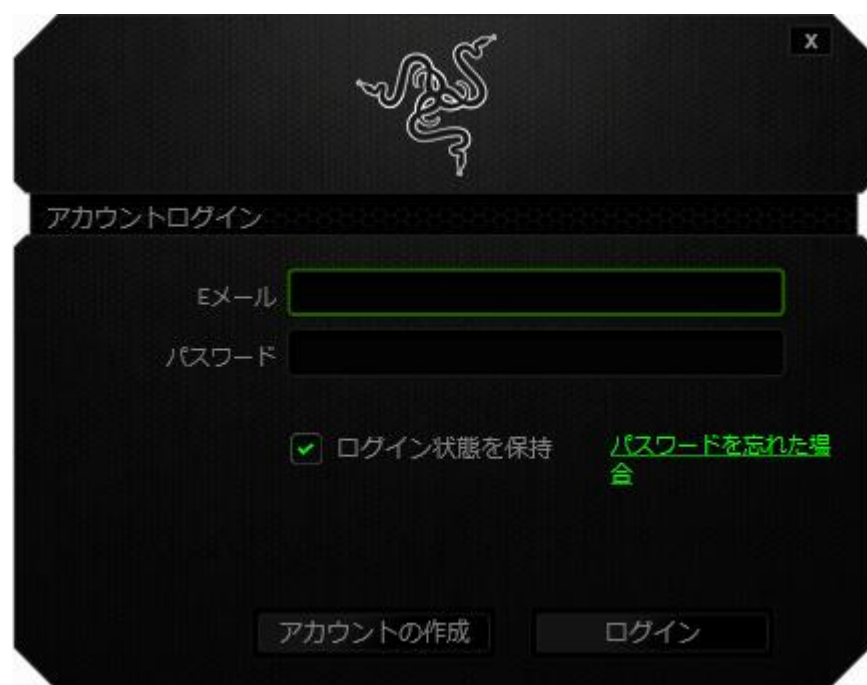 X
アカウントログイン
Eメール
パスワード
ログイン状態を保持
パスワードを忘れた場
合
アカウントの作成
ログイン